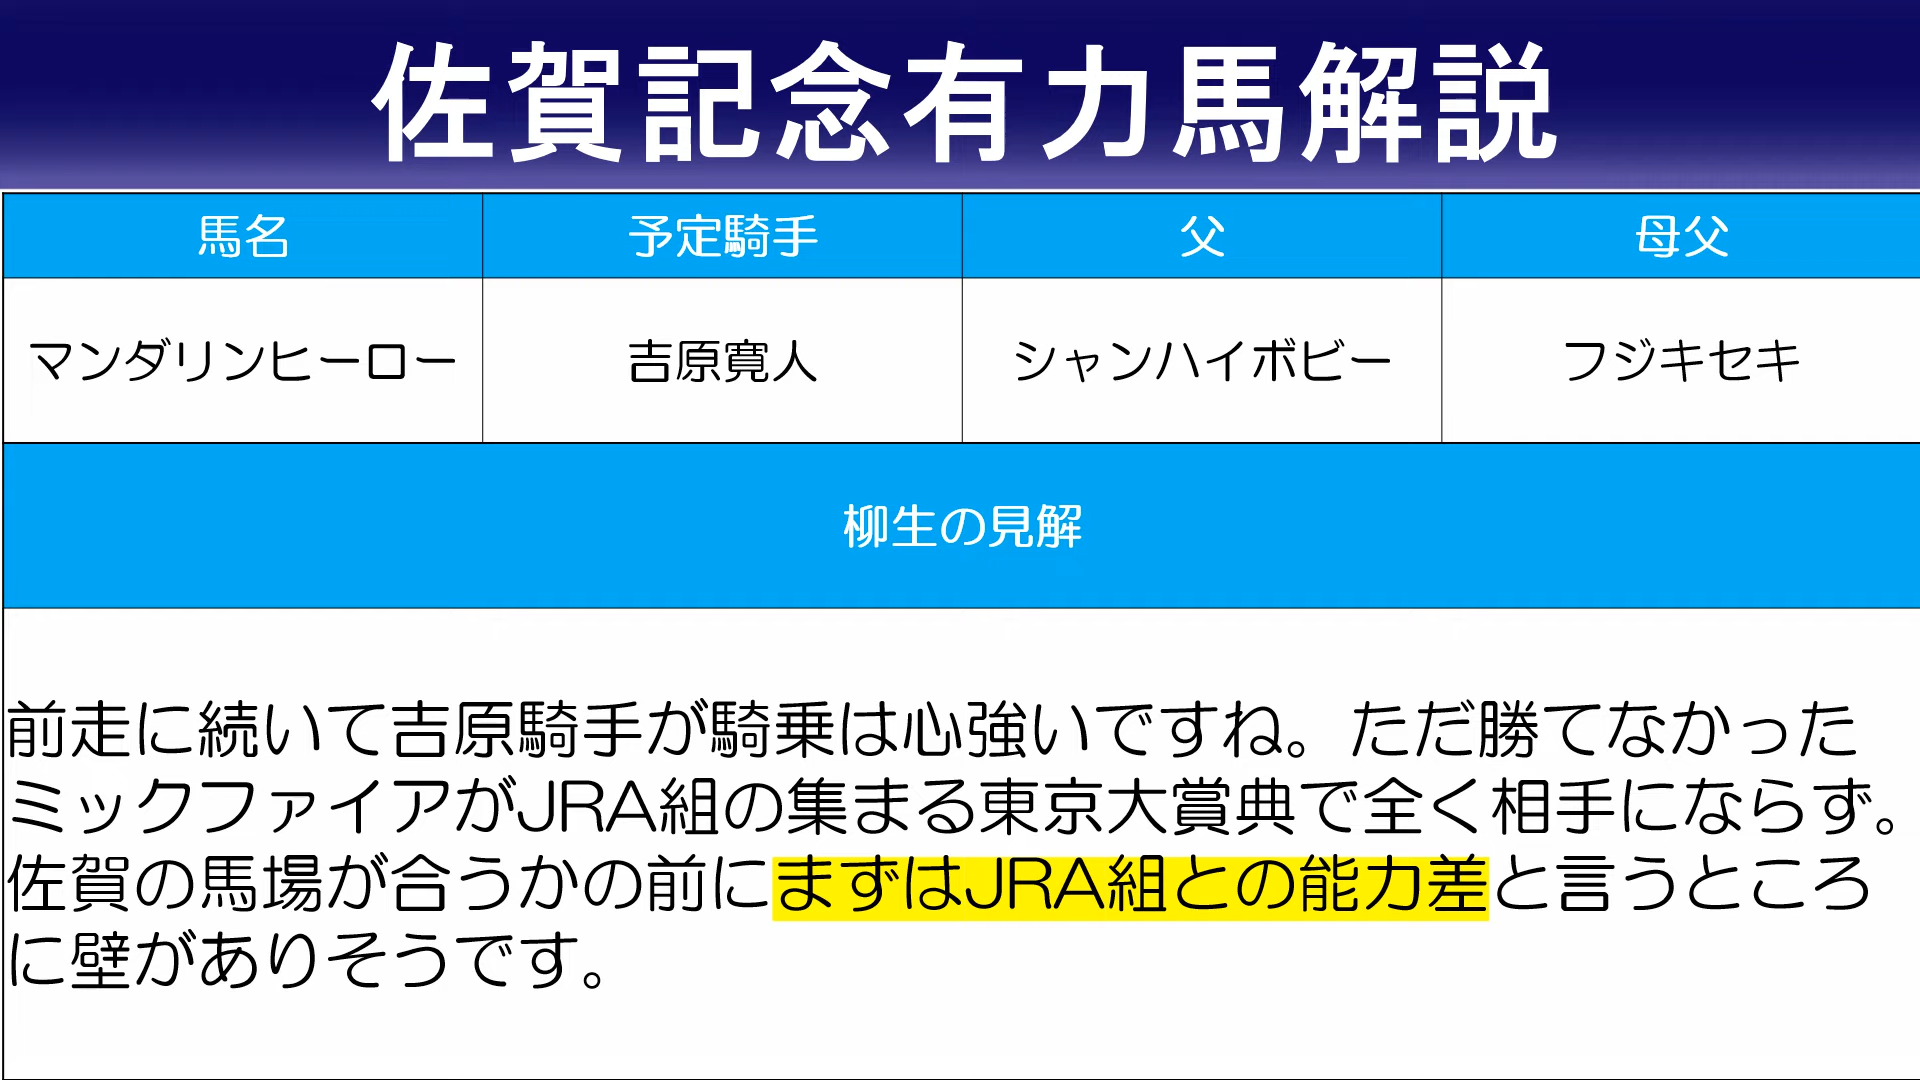 佐賀記念有力馬解説
馬名 予定騎手 父 母父
マンダリンヒーロー 吉原寛人 シャンハイボビー フジキセキ
柳生の見解
前走に続いて吉原騎手が騎乗は心強いですね。ただ勝てなかった
ミックファイアがJRA組の集まる東京大賞典で全く相手にならず。
佐賀の馬場が合うかの前にまずはJRA組との能力差と言うところ
に壁がありそうです。